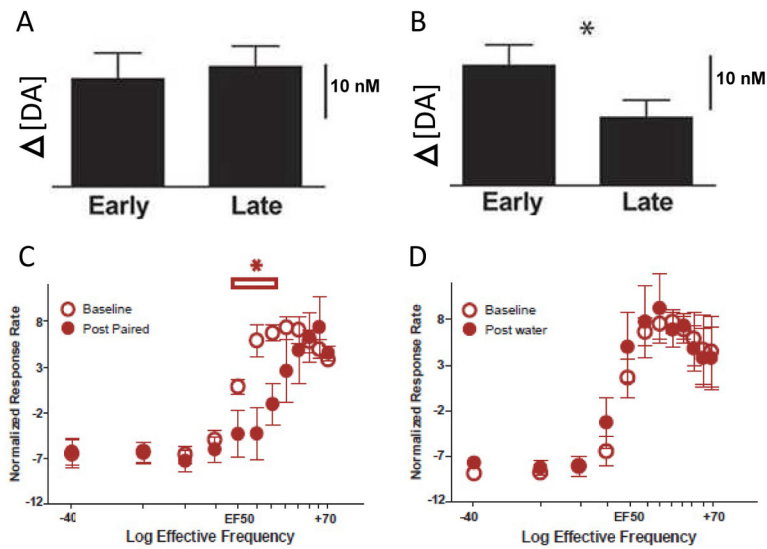 A
Δ [DA]
10 nM
Early Late
B
*
Δ [DA]
10 nM
Early Late
C
*
Baseline
Post Paired
Normalized Response Rate
8
3
-2
-7
-12
-40 EF50 +70
Log Effective Frequency
D
Baseline
Post water
Normalized Response Rate
8
3
-2
-7
-12
-40 EF50 +70
Log Effective Frequency